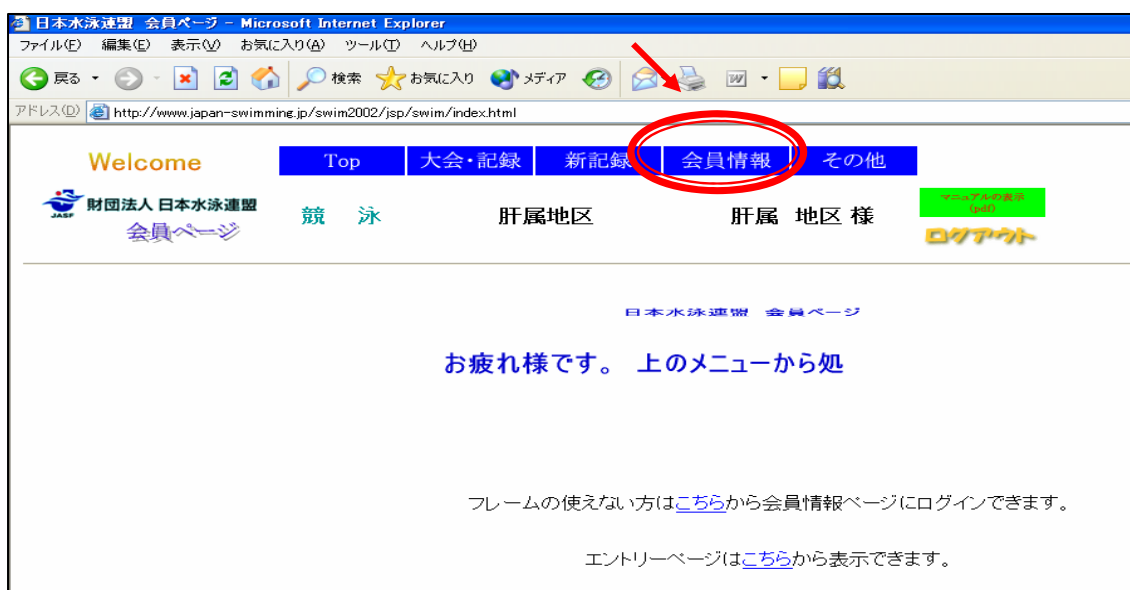 日本水泳連盟 会員ページ - Microsoft Internet Explorer
ファイル(F) 編集(E) 表示(V) お気に入り(A) ツール(T) ヘルプ(H)
戻る 検索 お気に入り メディア
アドレス(D) http://www.japan-swimming.jp/swim2002/jsp/swim/index.html
Welcome Top 大会・記録 新記録 会員情報 その他
JASF 財団法人 日本水泳連盟
会員ページ
競 泳 肝属地区 肝属 地区 様
マニュアルの表示
(pdf)
ログアウト
日本水泳連盟 会員ページ
お疲れ様です。 上のメニューから処
フレームの使えない方はこちらから会員情報ページにログインできます。
エントリーページはこちらから表示できます。